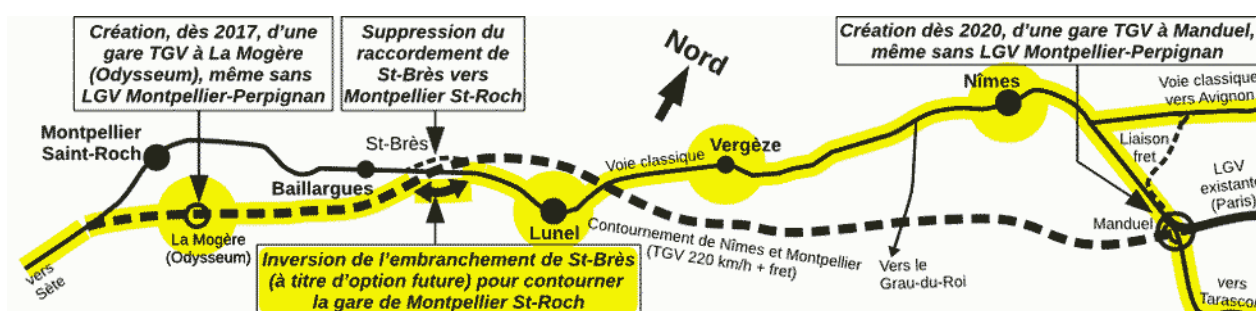 Création, dès 2017, d'une
gare TGV à La Mogère
(Odysseum), même sans
LGV Montpellier-Perpignan
Suppression du
raccordement de
St-Brès vers
Montpellier St-Roch
Nord
Création dès 2020, d'une gare TGV à Manduel,
même sans LGV Montpellier-Perpignan
Nîmes
Voie classique
vers Avignon
Montpellier
Saint-Roch
St-Brès
Voie classique
Vergèze
Liaison
fret
LGV
existante
(Paris)
Baillargues
Lunel
Contournement de Nîmes et Montpellier
(TGV 220 km/h + fret)
Manduel
La Mogère
(Odysseum)
vers
Sète
Vers le
Grau-du-Roi
vers
Tarascon
Inversion de l'embranchement de St-Brès
(à titre d'option future) pour contourner
la gare de Montpellier St-Roch